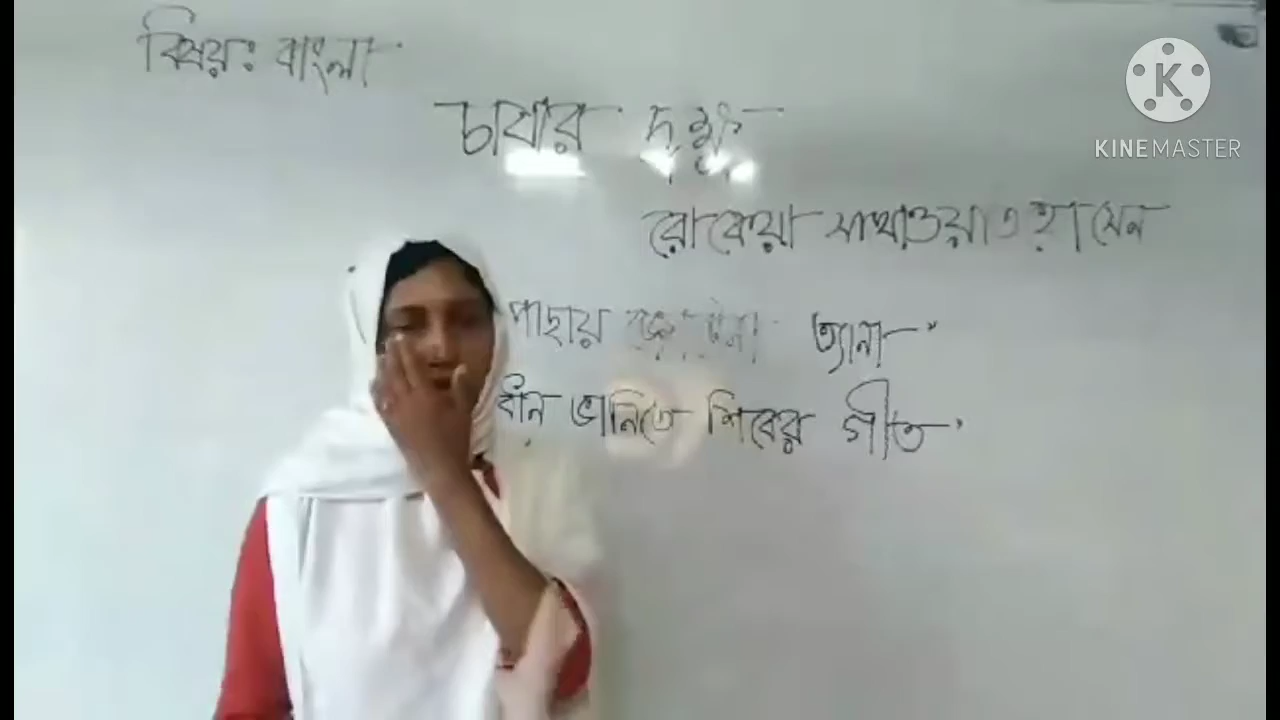 বিষয়ঃ বাংলা
KINEMASTER
চাষার দুক্ষু
রোকেয়া সাখাওয়াত হোসেন
পাছায় জোটেনা ত্যানা"
ধান ভানিতে শিবের গীত